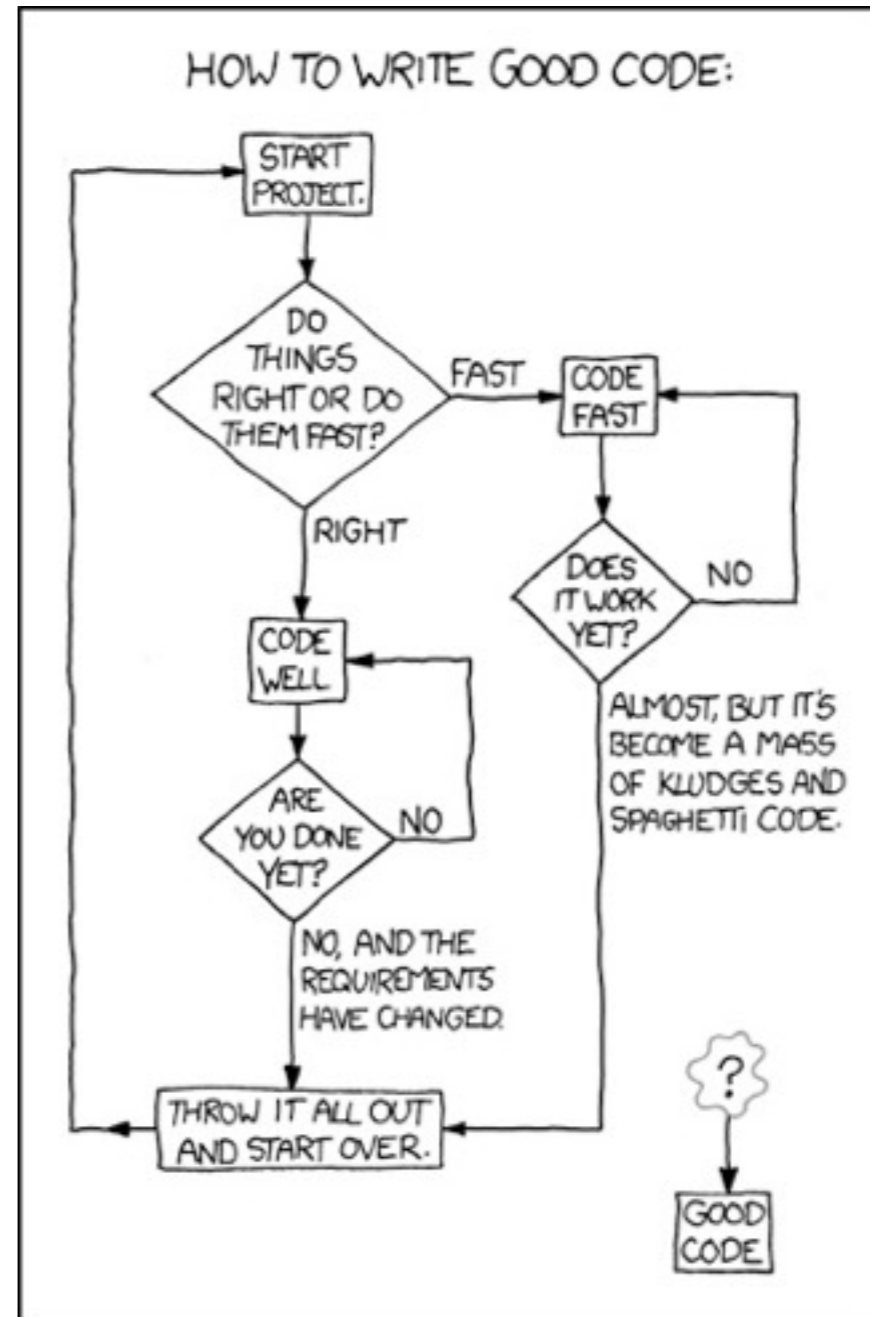 HOW TO WRITE GOOD CODE:
START
PROJECT.
DO
THINGS
RIGHT OR DO
THEM FAST?
FAST
CODE
FAST
RIGHT
DOES
IT WORK
YET?
NO
CODE
WELL
ALMOST, BUT IT'S
BECOME A MASS
OF KLUDGES AND
SPAGHETTI CODE.
ARE
YOU DONE
YET?
NO
NO, AND THE
REQUIREMENTS
HAVE CHANGED.
THROW IT ALL OUT
AND START OVER.
?
GOOD
CODE